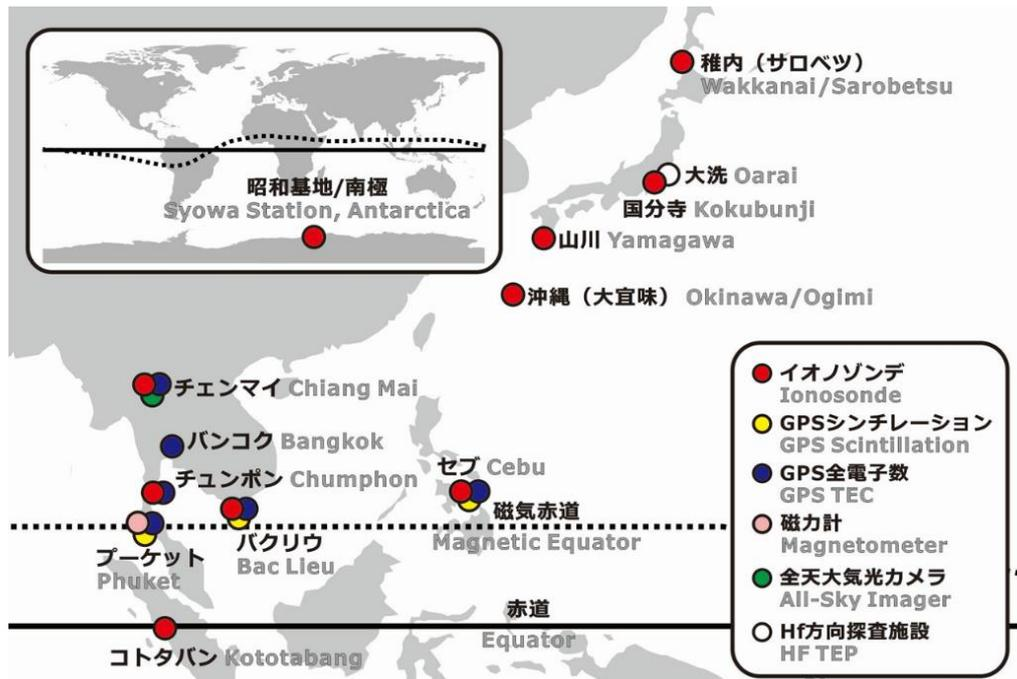 昭和基地/南極
Syowa Station, Antarctica
稚内（サロベツ）
Wakkanai/Sarobetsu
大洗 Oarai
国分寺 Kokubunji
山川 Yamagawa
沖縄（大宜味） Okinawa/Ogimi
チェンマイ Chiang Mai
バンコク Bangkok
チュンポン Chumphon
セブ Cebu
磁気赤道
Magnetic Equator
バクリウ
Bac Lieu
プーケット
Phuket
赤道
Equator
コトタバン Kototabang
イオノゾンデ
Ionosonde
GPSシンチレーション
GPS Scintillation
GPS全電子数
GPS TEC
磁力計
Magnetometer
全天大気光カメラ
All-Sky Imager
Hf方向探査施設
HF TEP